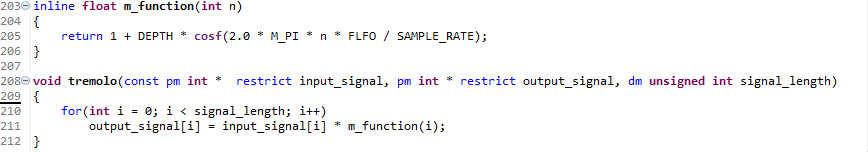 203 inline float m_function(int n)
204 {
205     return 1 + DEPTH * cosf(2.0 * M_PI * n * FLFO / SAMPLE_RATE);
206 }
207
208 void tremolo(const pm int *  restrict input_signal, pm int * restrict output_signal, dm unsigned int signal_length)
209 {
210     for(int i = 0; i < signal_length; i++)
211         output_signal[i] = input_signal[i] * m_function(i);
212 }